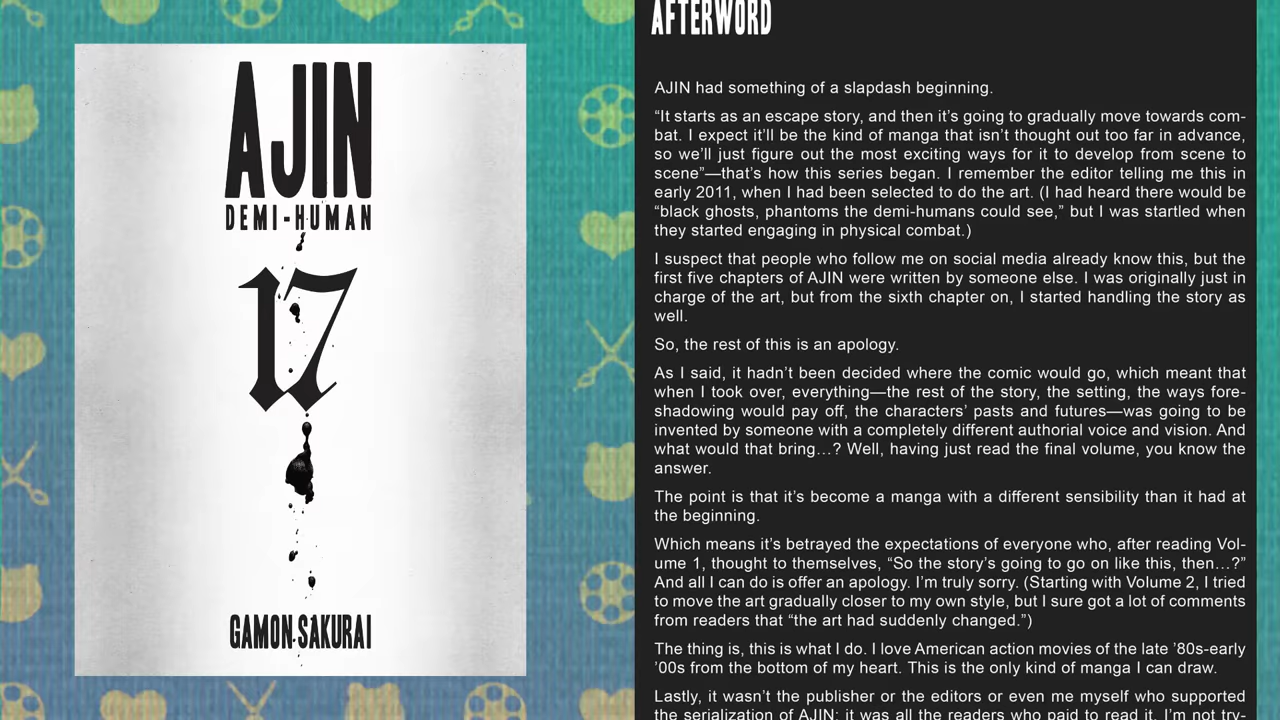 AJIN
DEMI-HUMAN
17
GAMON SAKURAI
AFTERWORD
AJIN had something of a slapdash beginning.
“It starts as an escape story, and then it’s going to gradually move towards com-
bat. I expect it’ll be the kind of manga that isn’t thought out too far in advance,
so we’ll just figure out the most exciting ways for it to develop from scene to
scene”—that’s how this series began. I remember the editor telling me this in
early 2011, when I had been selected to do the art. (I had heard there would be
“black ghosts, phantoms the demi-humans could see,” but I was startled when
they started engaging in physical combat.)
I suspect that people who follow me on social media already know this, but the
first five chapters of AJIN were written by someone else. I was originally just in
charge of the art, but from the sixth chapter on, I started handling the story as
well.
So, the rest of this is an apology.
As I said, it hadn’t been decided where the comic would go, which meant that
when I took over, everything—the rest of the story, the setting, the ways fore-
shadowing would pay off, the characters’ pasts and futures—was going to be
invented by someone with a completely different authorial voice and vision. And
what would that bring…? Well, having just read the final volume, you know the
answer.
The point is that it’s become a manga with a different sensibility than it had at
the beginning.
Which means it’s betrayed the expectations of everyone who, after reading Vol-
ume 1, thought to themselves, “So the story’s going to go on like this, then…?”
And all I can do is offer an apology. I’m truly sorry. (Starting with Volume 2, I tried
to move the art gradually closer to my own style, but I sure got a lot of comments
from readers that “the art had suddenly changed.”)
The thing is, this is what I do. I love American action movies of the late ’80s-early
’00s from the bottom of my heart. This is the only kind of manga I can draw.
Lastly, it wasn’t the publisher or the editors or even me myself who supported
the serialization of AJIN; it was all the readers who paid to read it. I’m not try-